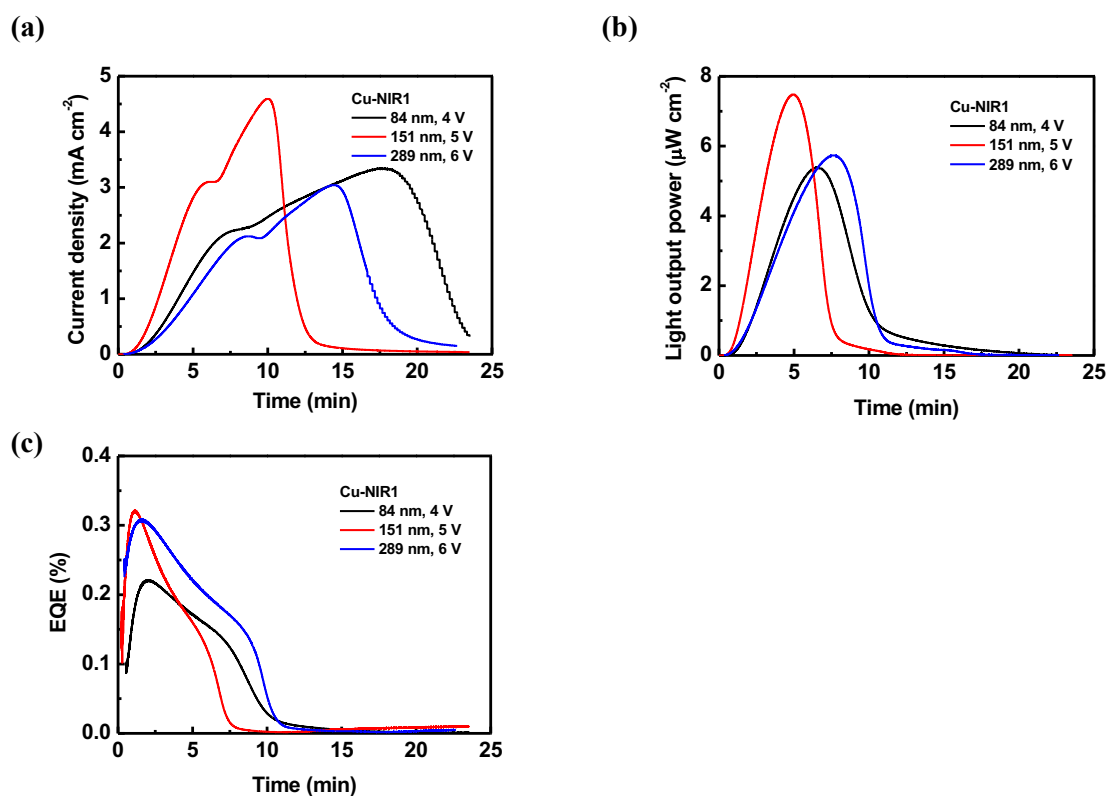 (a)
Current density (mA cm-2)
5
4
3
2
1
0
Cu-NIR1
84 nm, 4 V
151 nm, 5 V
289 nm, 6 V
0 5 10 15 20 25
Time (min)
(b)
Light output power (μW cm-2)
8
6
4
2
0
Cu-NIR1
84 nm, 4 V
151 nm, 5 V
289 nm, 6 V
0 5 10 15 20 25
Time (min)
(c)
EQE (%)
0.4
0.3
0.2
0.1
0.0
Cu-NIR1
84 nm, 4 V
151 nm, 5 V
289 nm, 6 V
0 5 10 15 20 25
Time (min)